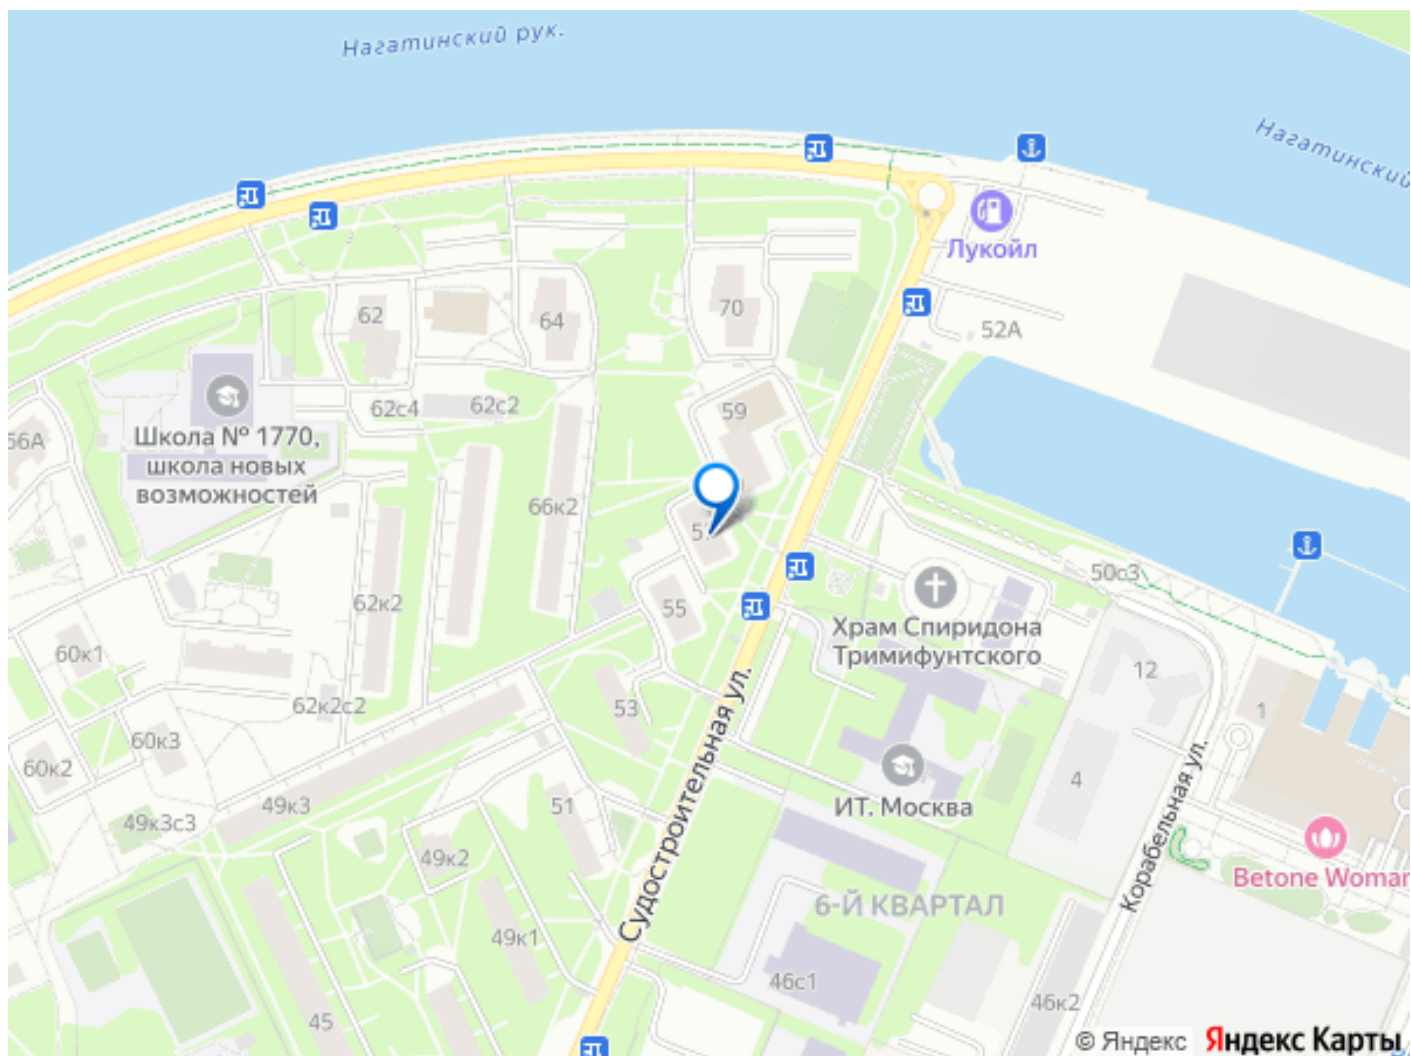 Нагатинский рук.
Нагатинский
Лукойл
52А
62
64
70
62с4
62с2
59
56А
Школа № 1770,
школа новых
возможностей
66к2
55
50с3
62к2
Храм Спиридона
Тримифунтского
60к1
12
62к2с2
53
1
60к3
60к2
4
Судостроительная ул.
Корабельная ул.
49к3
51
ИТ. Москва
49к3с3
49к2
Betone Woman
6-Й КВАРТАЛ
49к1
46с1
46к2
45
© Яндекс Яндекс Карты